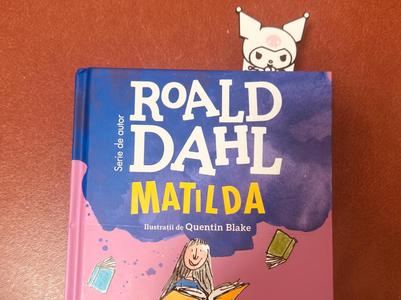 Serie de autor
ROALD
DAHL
MATILDA
Ilustrații de Quentin Blake